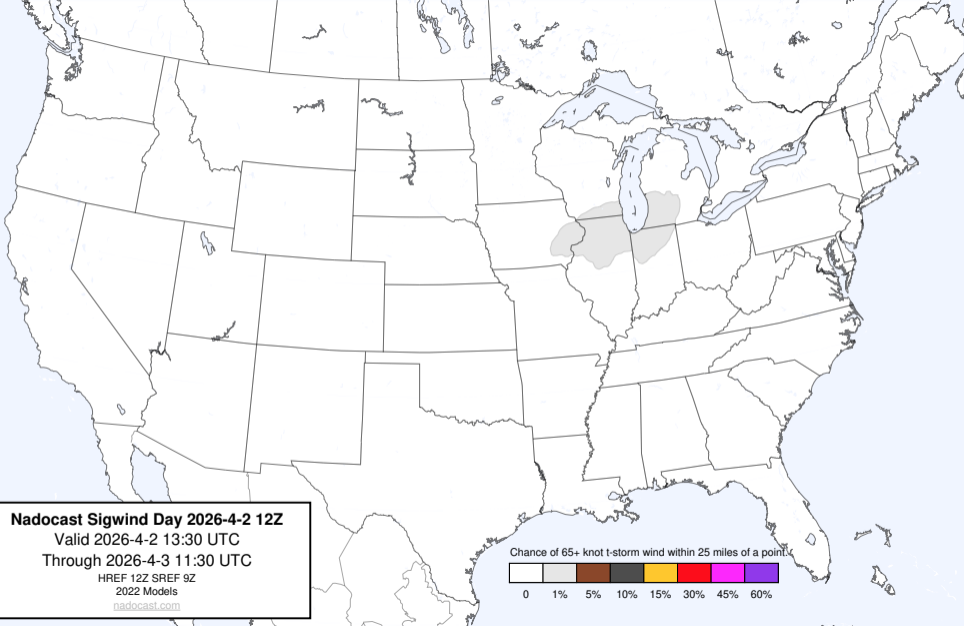 Nadocast Sigwind Day 2026-4-2 12Z
Valid 2026-4-2 13:30 UTC
Through 2026-4-3 11:30 UTC
HREF 12Z SREF 9Z
2022 Models
nadocast.com
Chance of 65+ knot t-storm wind within 25 miles of a point.
0 1% 5% 10% 15% 30% 45% 60%